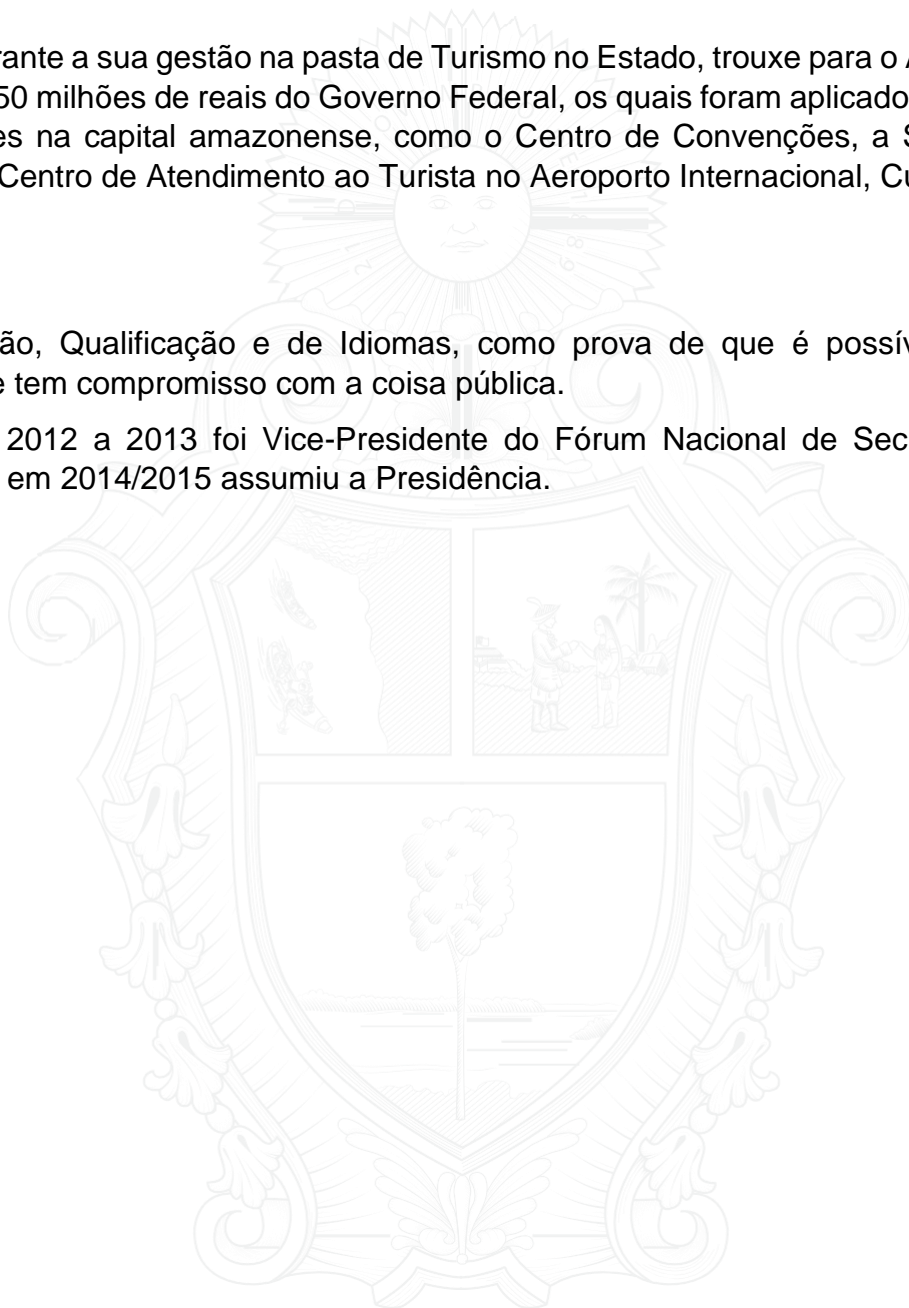 rante a sua gestão na pasta de Turismo no Estado, trouxe para o
50 milhões de reais do Governo Federal, os quais foram aplicado
es na capital amazonense, como o Centro de Convenções, a S
Centro de Atendimento ao Turista no Aeroporto Internacional, Cu
ão, Qualificação e de Idiomas, como prova de que é possív
e tem compromisso com a coisa pública.
2012 a 2013 foi Vice-Presidente do Fórum Nacional de Sec
em 2014/2015 assumiu a Presidência.